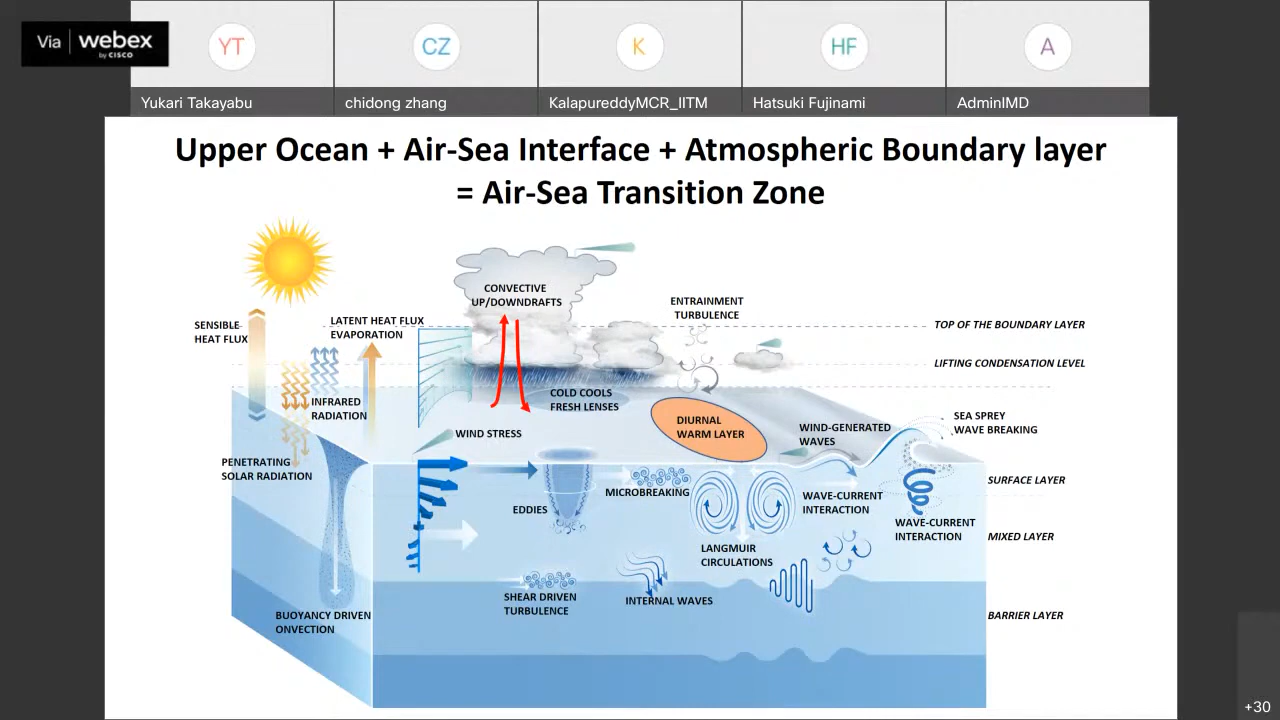 Via webex
by CISCO
YT
CZ
K
HF
A
Yukari Takayabu
chidong zhang
KalapureddyMCR_IITM
Hatsuki Fujinami
AdminIMD
Upper Ocean + Air-Sea Interface + Atmospheric Boundary layer
= Air-Sea Transition Zone
CONVECTIVE
UP/DOWNDRAFTS
ENTRAINMENT
TURBULENCE
SENSIBLE
HEAT FLUX
LATENT HEAT FLUX
EVAPORATION
TOP OF THE BOUNDARY LAYER
LIFTING CONDENSATION LEVEL
INFRARED
RADIATION
COLD COOLS
FRESH LENSES
DIURNAL
WARM LAYER
WIND-GENERATED
WAVES
SEA SPREY
WAVE BREAKING
WIND STRESS
PENETRATING
SOLAR RADIATION
SURFACE LAYER
MICROBREAKING
EDDIES
WAVE-CURRENT
INTERACTION
WAVE-CURRENT
INTERACTION
MIXED LAYER
LANGMUIR
CIRCULATIONS
SHEAR DRIVEN
TURBULENCE
INTERNAL WAVES
BUOYANCY DRIVEN
ONVECTION
BARRIER LAYER
+30